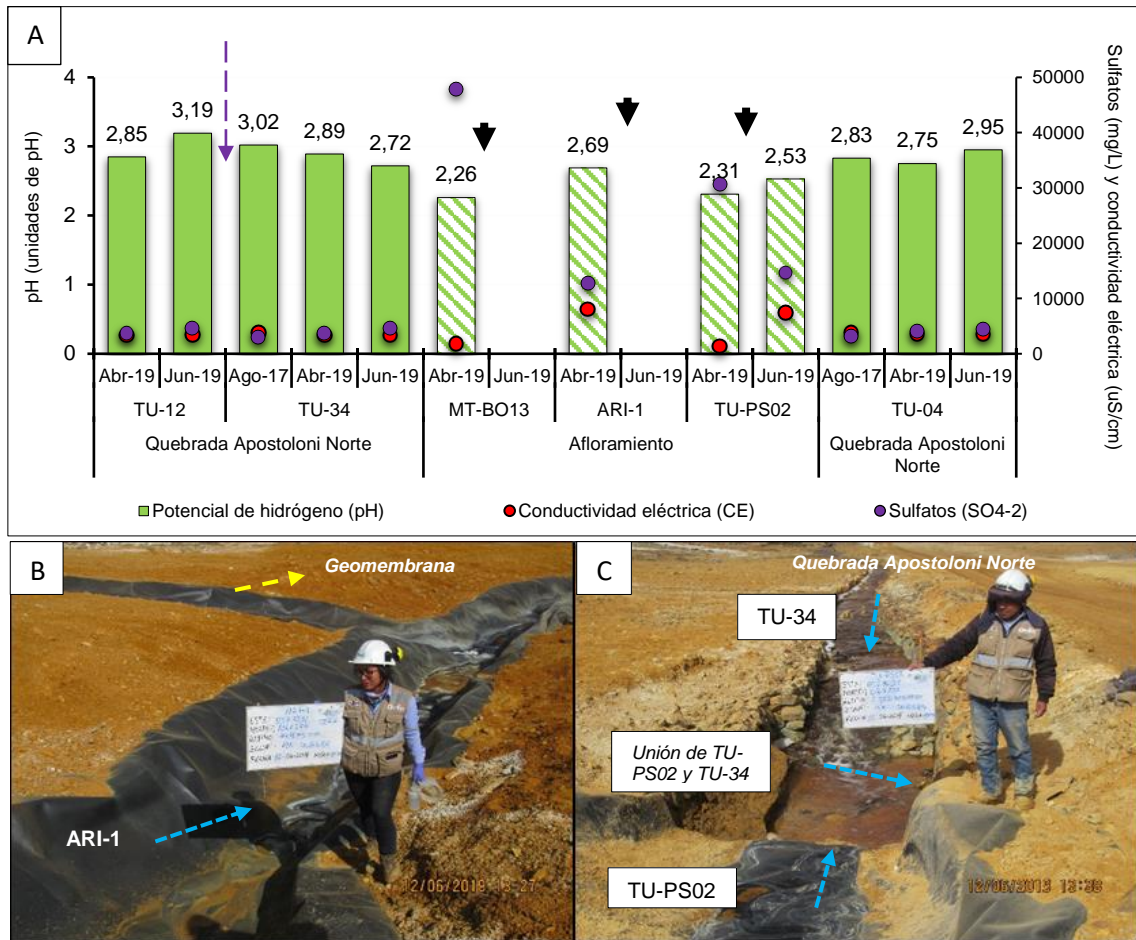 A
Sulfatos (mg/L) y conductividad eléctrica (uS/cm)
pH (unidades de pH)
4
3
2
1
0
50000
40000
30000
20000
10000
0
2,85
3,19
3,02
2,89
2,72
2,26
2,69
2,31
2,53
2,83
2,75
2,95
Abr-19 Jun-19 Ago-17 Abr-19 Jun-19 Abr-19 Jun-19 Abr-19 Jun-19 Abr-19 Jun-19 Ago-17 Abr-19 Jun-19
TU-12 TU-34 MT-BO13 ARI-1 TU-PS02 TU-04
Quebrada Apostoloni Norte Afloramiento Quebrada Apostoloni
Norte
Potencial de hidrógeno (pH) Conductividad eléctrica (CE) Sulfatos (SO4-2)
B
Geomembrana
ARI-1
C
Quebrada Apostoloni Norte
TU-34
Unión de TU-
PS02 y TU-34
TU-PS02